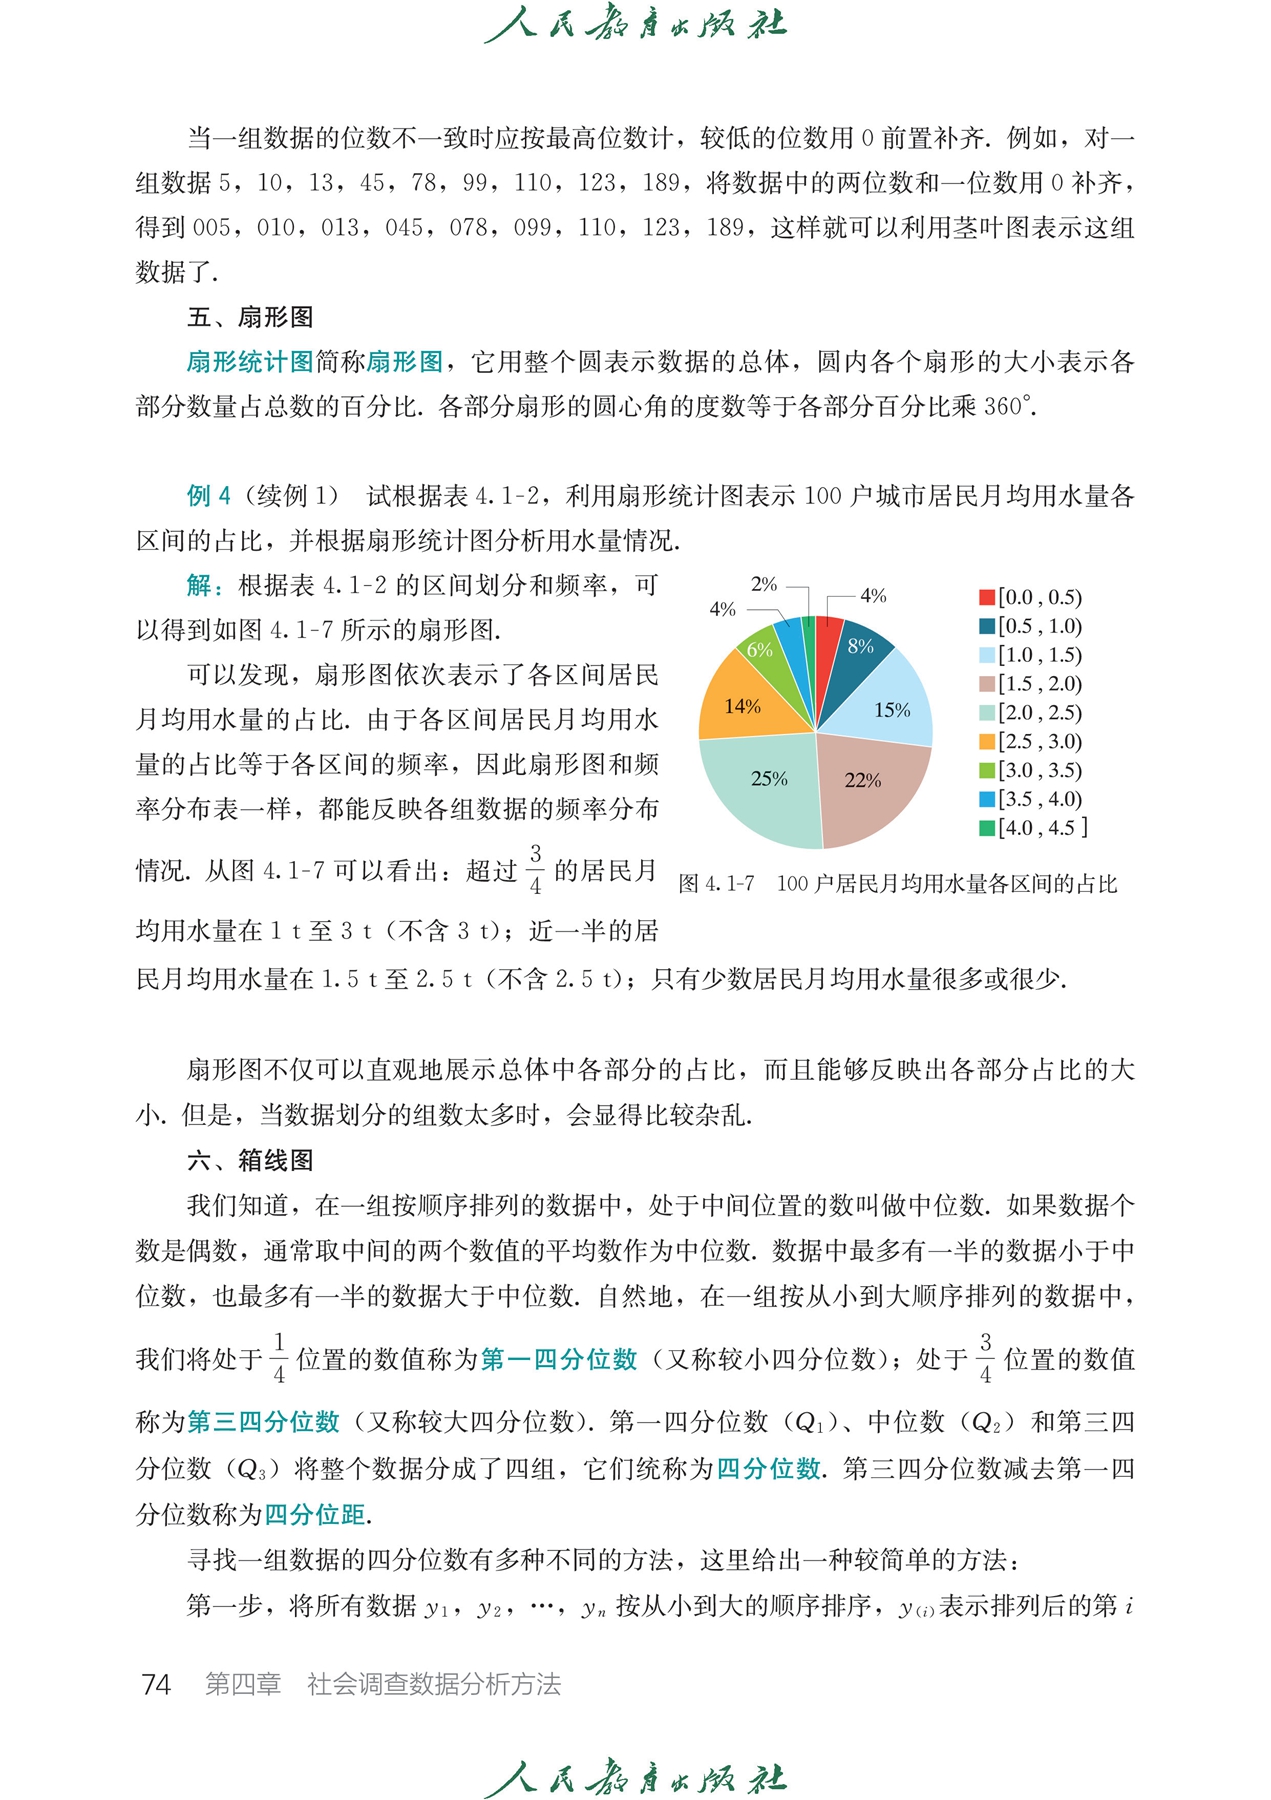 人民教育出版社
当一组数据的位数不一致时应按最高位数计，较低的位数用 0 前置补齐. 例如，对一
组数据 5，10，13，45，78，99，110，123，189，将数据中的两位数和一位数用 0 补齐，
得到 005，010，013，045，078，099，110，123，189，这样就可以利用茎叶图表示这组
数据了.
五、扇形图
扇形统计图简称扇形图，它用整个圆表示数据的总体，圆内各个扇形的大小表示各
部分数量占总数的百分比. 各部分扇形的圆心角的度数等于各部分百分比乘 360°.
例 4（续例 1） 试根据表 4.1-2，利用扇形统计图表示 100 户城市居民月均用水量各
区间的占比，并根据扇形统计图分析用水量情况.
解：根据表 4.1-2 的区间划分和频率，可
以得到如图 4.1-7 所示的扇形图.
可以发现，扇形图依次表示了各区间居民
月均用水量的占比. 由于各区间居民月均用水
量的占比等于各区间的频率，因此扇形图和频
率分布表一样，都能反映各组数据的频率分布
情况. 从图 4.1-7 可以看出：超过 3/4 的居民月
均用水量在 1 t 至 3 t（不含 3 t）；近一半的居
民月均用水量在 1.5 t 至 2.5 t（不含 2.5 t）；只有少数居民月均用水量很多或很少.
2%
4%
4%
6%
8%
14%
15%
25%
22%
[0.0 , 0.5)
[0.5 , 1.0)
[1.0 , 1.5)
[1.5 , 2.0)
[2.0 , 2.5)
[2.5 , 3.0)
[3.0 , 3.5)
[3.5 , 4.0)
[4.0 , 4.5 ]
图 4.1-7 100 户居民月均用水量各区间的占比
扇形图不仅可以直观地展示总体中各部分的占比，而且能够反映出各部分占比的大
小. 但是，当数据划分的组数太多时，会显得比较杂乱.
六、箱线图
我们知道，在一组按顺序排列的数据中，处于中间位置的数叫做中位数. 如果数据个
数是偶数，通常取中间的两个数值的平均数作为中位数. 数据中最多有一半的数据小于中
位数，也最多有一半的数据大于中位数. 自然地，在一组按从小到大顺序排列的数据中，
我们将处于 1/4 位置的数值称为第一四分位数（又称较小四分位数）；处于 3/4 位置的数值
称为第三四分位数（又称较大四分位数）. 第一四分位数（Q₁）、中位数（Q₂）和第三四
分位数（Q₃）将整个数据分成了四组，它们统称为四分位数. 第三四分位数减去第一四
分位数称为四分位距.
寻找一组数据的四分位数有多种不同的方法，这里给出一种较简单的方法：
第一步，将所有数据 y₁，y₂，…，yₙ 按从小到大的顺序排序，y₍ᵢ₎表示排列后的第 i
74 第四章 社会调查数据分析方法
人民教育出版社